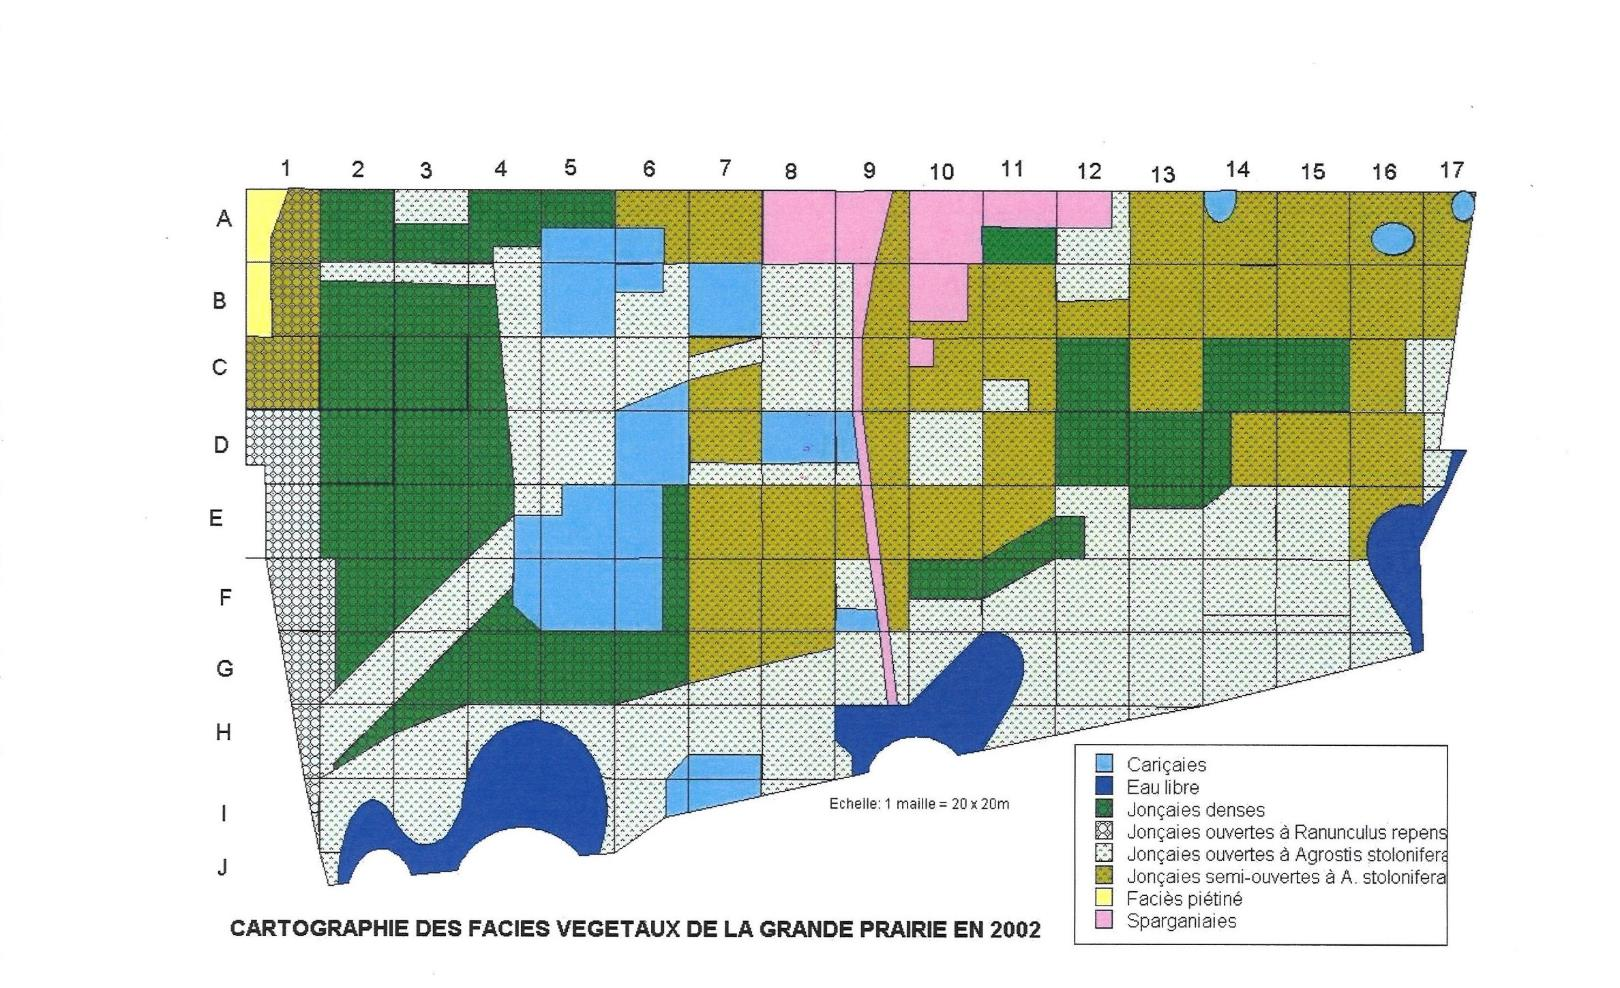 1 2 3 4 5 6 7 8 9 10 11 12 13 14 15 16 17
A
B
C
D
E
F
G
H
I
J
Cariçaies
Eau libre
Jonçaies denses
Jonçaies ouvertes à Ranunculus repens
Jonçaies ouvertes à Agrostis stolonifera
Jonçaies semi-ouvertes à A. stolonifera
Faciès piétiné
Sparganiaies
Echelle: 1 maille = 20 x 20m
CARTOGRAPHIE DES FACIES VEGETAUX DE LA GRANDE PRAIRIE EN 2002